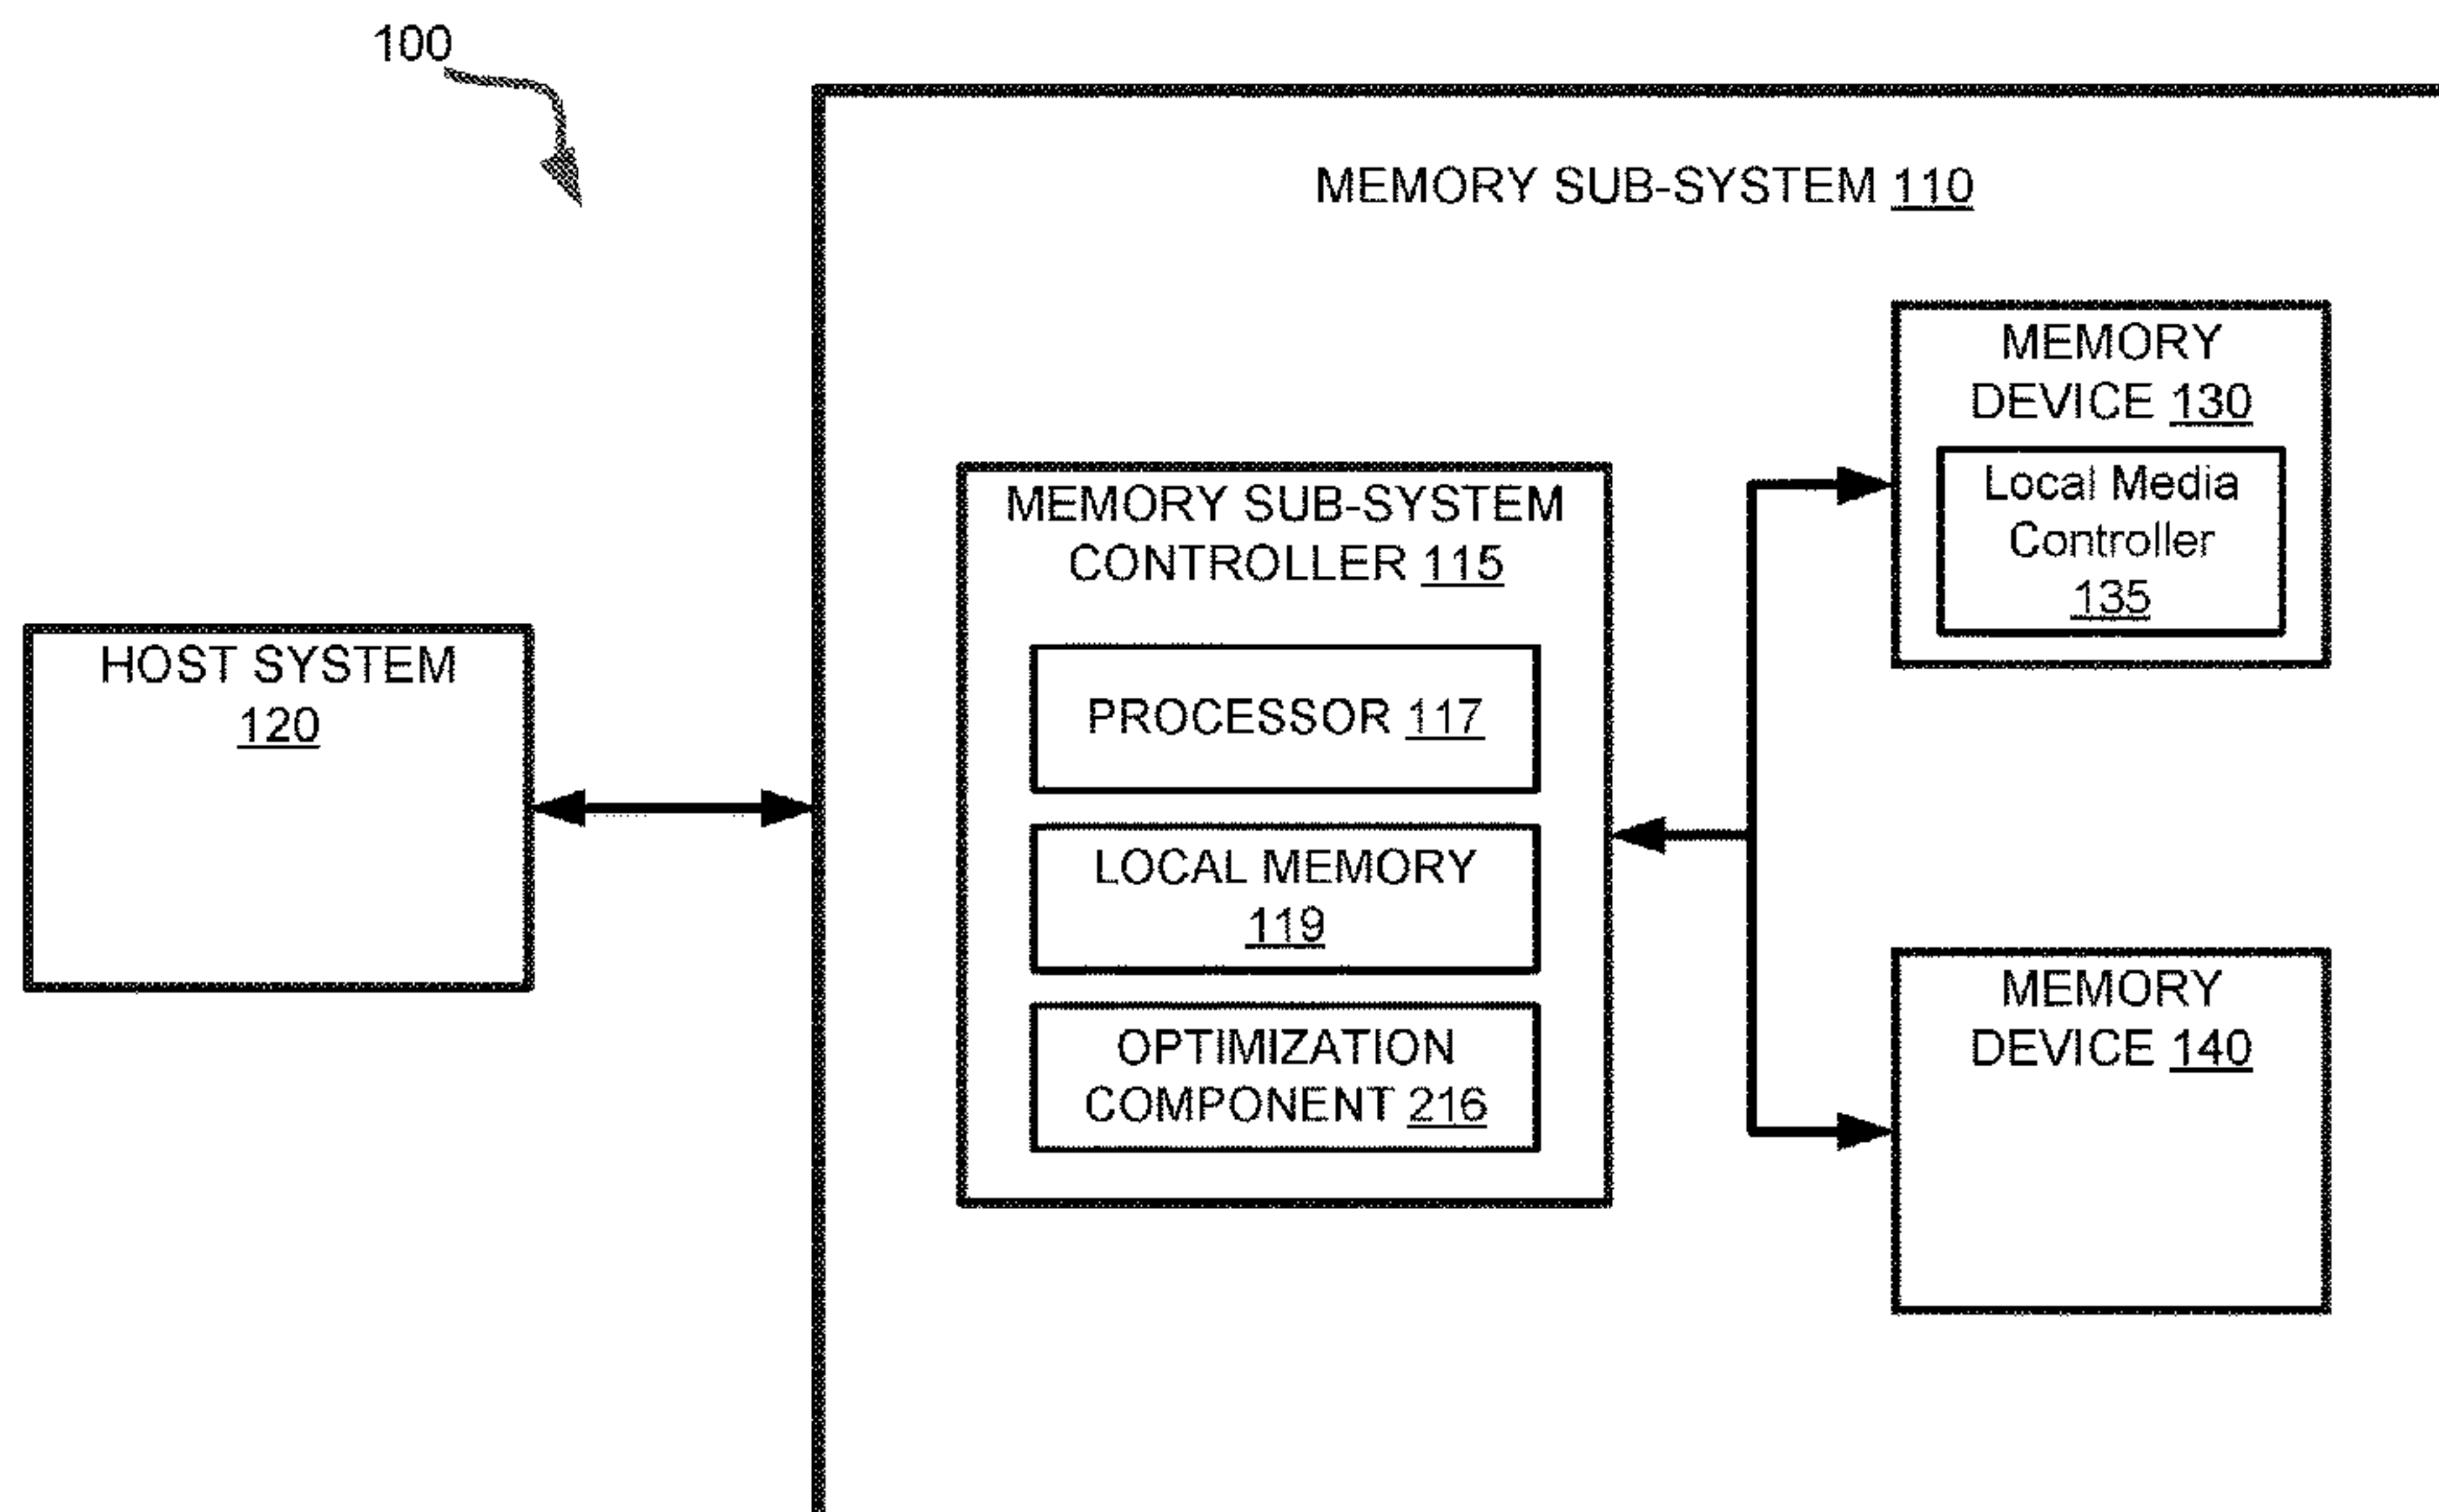 100
MEMORY SUB-SYSTEM 110
HOST SYSTEM
120
MEMORY SUB-SYSTEM
CONTROLLER 115
PROCESSOR 117
LOCAL MEMORY
119
OPTIMIZATION
COMPONENT 216
MEMORY
DEVICE 130
Local Media
Controller
135
MEMORY
DEVICE 140